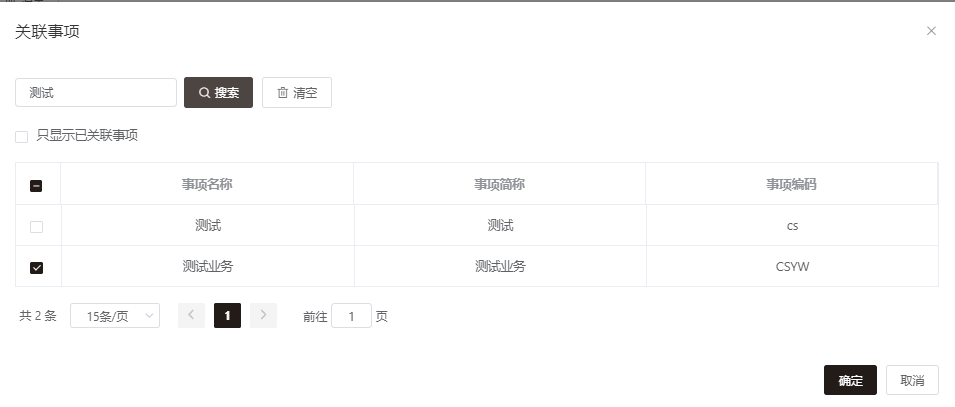 关联事项
测试 搜索 清空
只显示已关联事项
事项名称 事项简称 事项编码
测试 测试 cs
测试业务 测试业务 CSYW
共 2 条 15条/页 1 前往 1 页
确定 取消